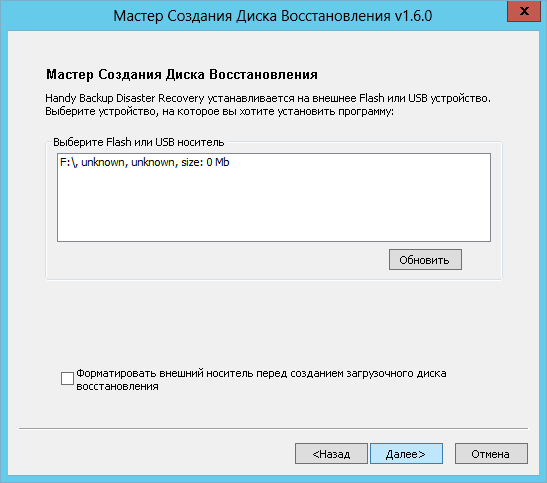 Мастер Создания Диска Восстановления v1.6.0
x
Мастер Создания Диска Восстановления
Handy Backup Disaster Recovery устанавливается на внешнее Flash или USB устройство.
Выберите устройство, на которое вы хотите установить программу:
Выберите Flash или USB носитель
F:\, unknown, unknown, size: 0 Mb
Обновить
Форматировать внешний носитель перед созданием загрузочного диска
восстановления
<Назад
Далее>
Отмена